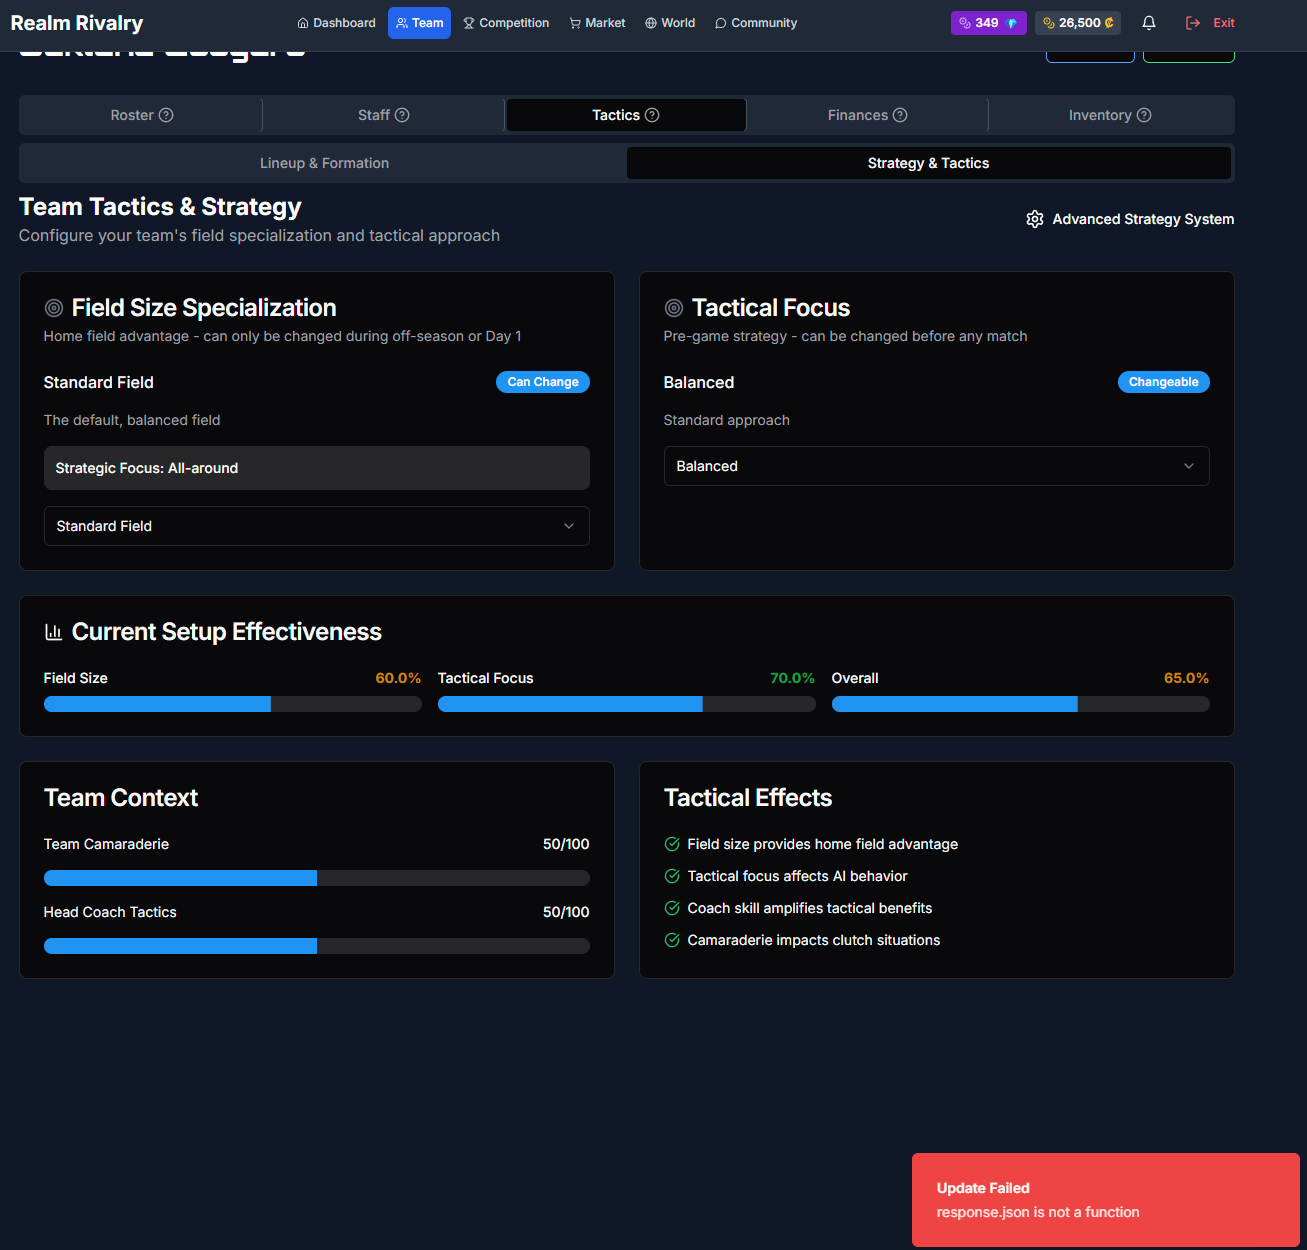 Realm Rivalry
Dashboard
Team
Competition
Market
World
Community
349
26,500 ₡
Exit
Roster
Staff
Tactics
Finances
Inventory
Lineup & Formation
Strategy & Tactics
Team Tactics & Strategy
Configure your team's field specialization and tactical approach
Advanced Strategy System
Field Size Specialization
Home field advantage - can only be changed during off-season or Day 1
Standard Field
Can Change
The default, balanced field
Strategic Focus: All-around
Standard Field
Tactical Focus
Pre-game strategy - can be changed before any match
Balanced
Changeable
Standard approach
Balanced
Current Setup Effectiveness
Field Size
60.0%
Tactical Focus
70.0%
Overall
65.0%
Team Context
Team Camaraderie
50/100
Head Coach Tactics
50/100
Tactical Effects
Field size provides home field advantage
Tactical focus affects AI behavior
Coach skill amplifies tactical benefits
Camaraderie impacts clutch situations
Update Failed
response.json is not a function